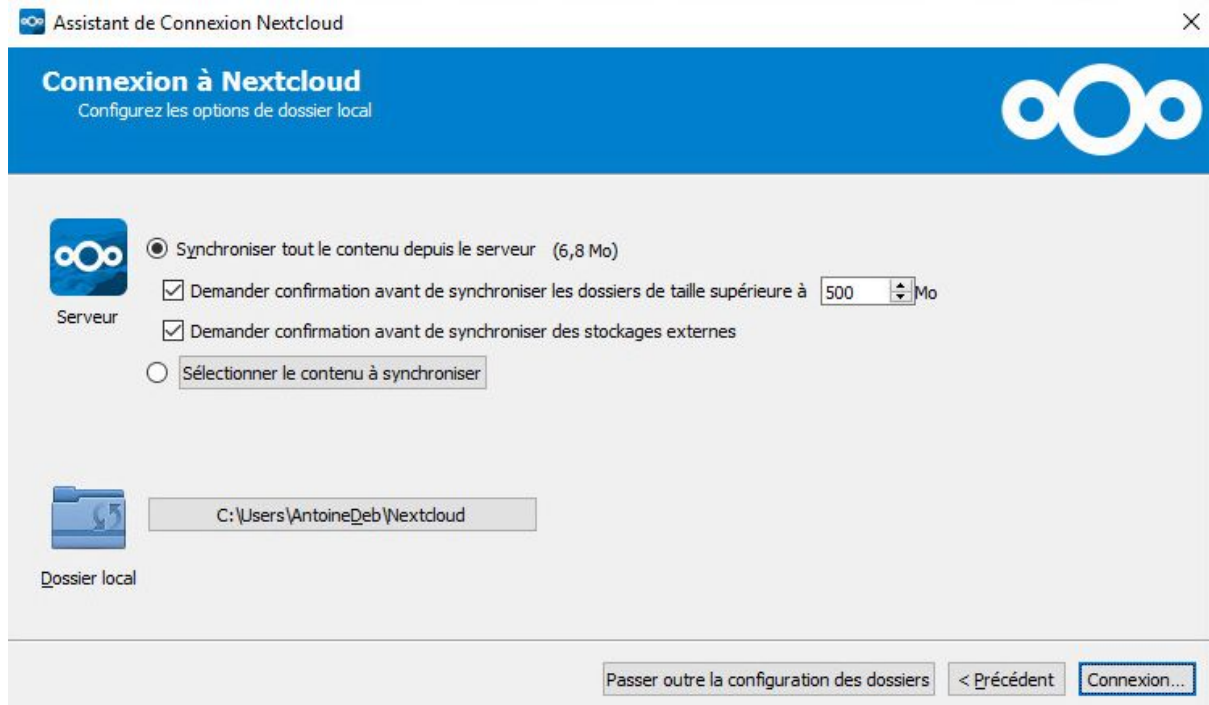 Assistant de Connexion Nextcloud
Connexion à Nextcloud
Configurez les options de dossier local
Synchroniser tout le contenu depuis le serveur (6,8 Mo)
Demander confirmation avant de synchroniser les dossiers de taille supérieure à 500 Mo
Serveur
Demander confirmation avant de synchroniser des stockages externes
Sélectionner le contenu à synchroniser
C:\Users\AntoineDeb\Nextcloud
Dossier local
Passer outre la configuration des dossiers < Précédent Connexion...